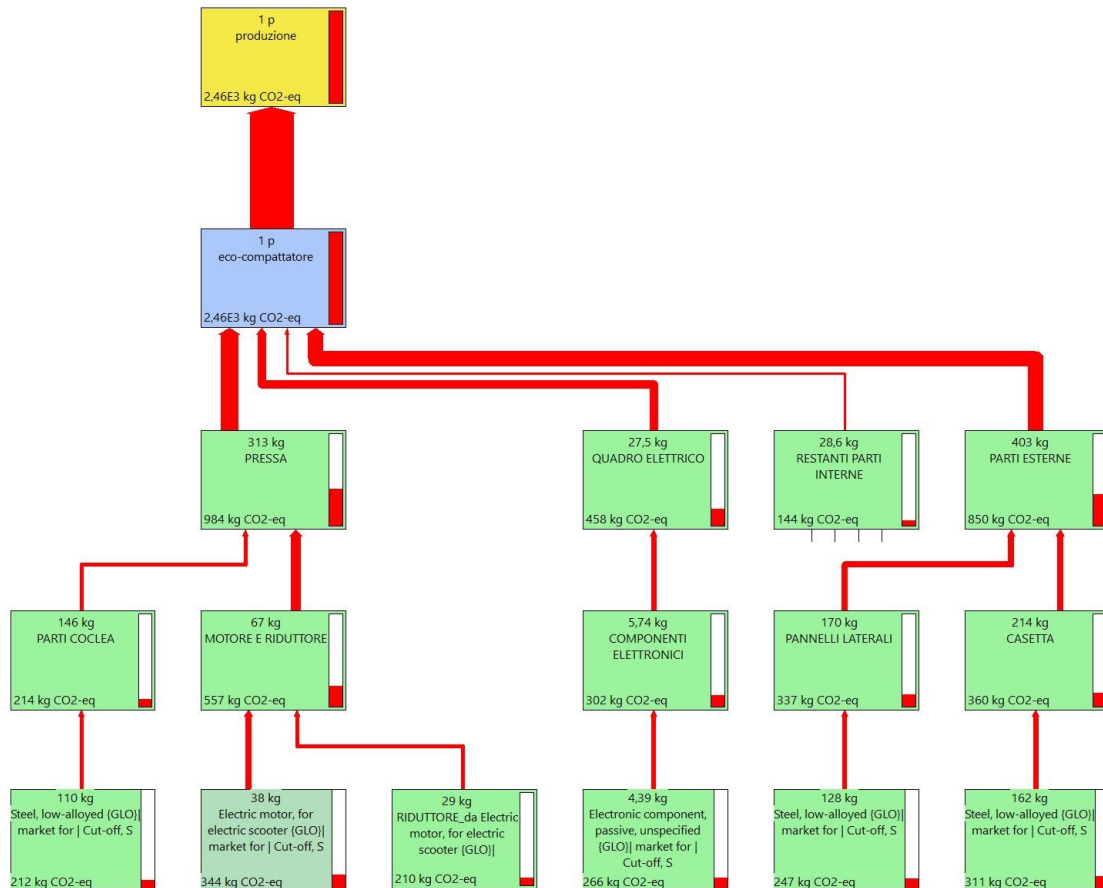 1 p
produzione
2,46E3 kg CO2-eq
1 p
eco-compattatore
2,46E3 kg CO2-eq
313 kg
PRESSA
984 kg CO2-eq
27,5 kg
QUADRO ELETTRICO
458 kg CO2-eq
28,6 kg
RESTANTI PARTI
INTERNE
144 kg CO2-eq
403 kg
PARTI ESTERNE
850 kg CO2-eq
146 kg
PARTI COCLEA
214 kg CO2-eq
67 kg
MOTORE E RIDUTTORE
557 kg CO2-eq
5,74 kg
COMPONENTI
ELETTRONICI
302 kg CO2-eq
170 kg
PANNELLI LATERALI
337 kg CO2-eq
214 kg
CASETTA
360 kg CO2-eq
110 kg
Steel, low-alloyed {GLO}|
market for | Cut-off, S
212 kg CO2-eq
38 kg
Electric motor, for
electric scooter {GLO}|
market for | Cut-off, S
344 kg CO2-eq
29 kg
RIDUTTORE_da Electric
motor, for electric
scooter {GLO}|
210 kg CO2-eq
4,39 kg
Electronic component,
passive, unspecified
{GLO}| market for |
Cut-off, S
266 kg CO2-eq
128 kg
Steel, low-alloyed {GLO}|
market for | Cut-off, S
247 kg CO2-eq
162 kg
Steel, low-alloyed {GLO}|
market for | Cut-off, S
311 kg CO2-eq